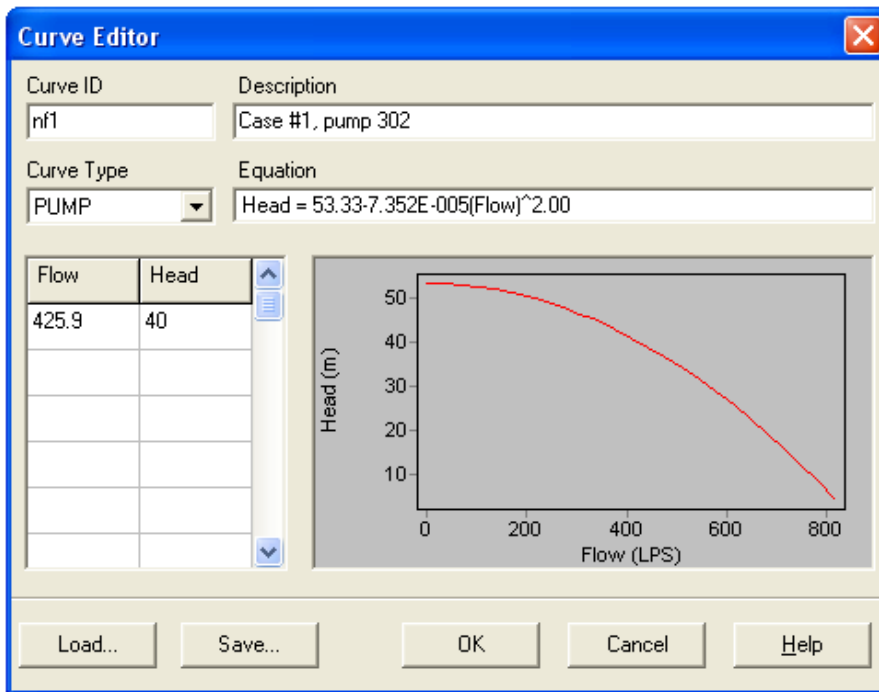 Curve Editor
Curve ID Description
nf1 Case #1, pump 302
Curve Type Equation
PUMP Head = 53.33-7.352E-005(Flow)^2.00
Flow Head
425.9 40
50
40
30
20
10
Head (m)
0 200 400 600 800
Flow (LPS)
Load... Save... OK Cancel Help